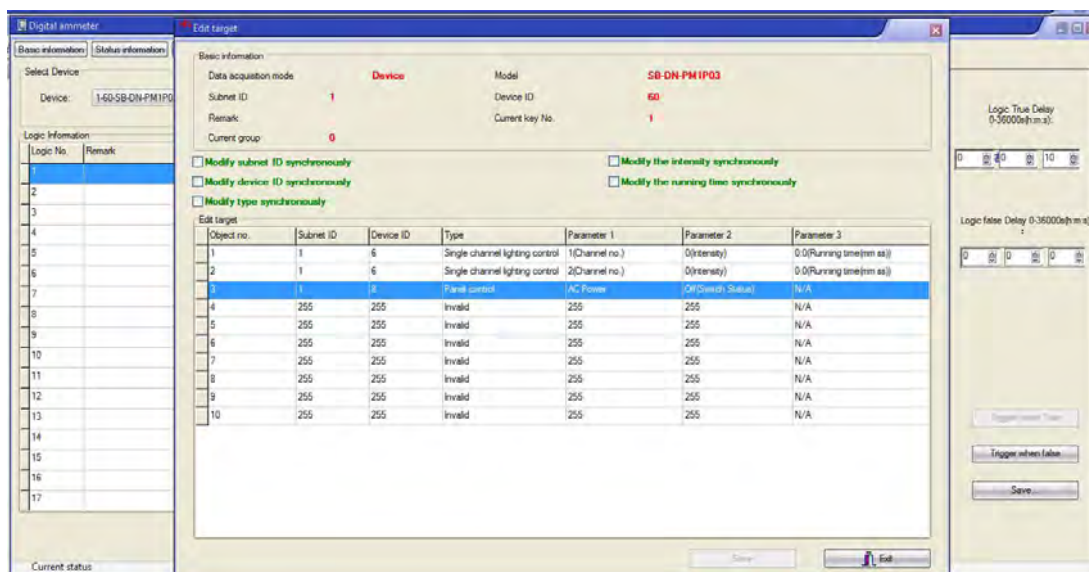 Digital ammeter
Edit target
Basic information Status information
Select Device
Device: 1-60-SB-DN-PM1P0
Logic Information
Logic No. Remark
1
2
3
4
5
6
7
8
9
10
11
12
13
14
15
16
17
Current status
Basic information
Data acquistion mode Device Model SB-DN-PM1P03
Subnet ID 1 Device ID 60
Remark Current key No. 1
Current group 0
Modify subnet ID synchronously Modify the intensity synchronously
Modify device ID synchronously Modify the running time synchronously
Modify type synchronously
Edit target
Object no. Subnet ID Device ID Type Parameter 1 Parameter 2 Parameter 3
1 1 6 Single channel lighting control 1(Channel no.) 0(Intensity) 0:0(Running time(mm:ss))
2 1 6 Single channel lighting control 2(Channel no.) 0(Intensity) 0:0(Running time(mm:ss))
3 1 8 Panel control AC Power Off(Switch Status) N/A
4 255 255 Invalid 255 255 N/A
5 255 255 Invalid 255 255 N/A
6 255 255 Invalid 255 255 N/A
7 255 255 Invalid 255 255 N/A
8 255 255 Invalid 255 255 N/A
9 255 255 Invalid 255 255 N/A
10 255 255 Invalid 255 255 N/A
Save
Exit
Logic True Delay
0-36000s(h:m:s):
0 0 10
Logic false Delay 0-36000s(h:m:s)
:
0 0 0
Trigger when True
Trigger when false
Save